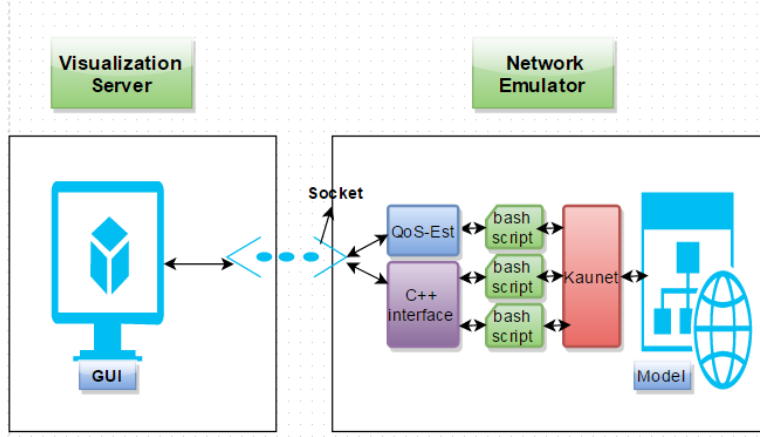 Visualization
Server
Network
Emulator
Socket
QoS-Est
C++
interface
bash
script
bash
script
bash
script
Kaunet
GUI
Model